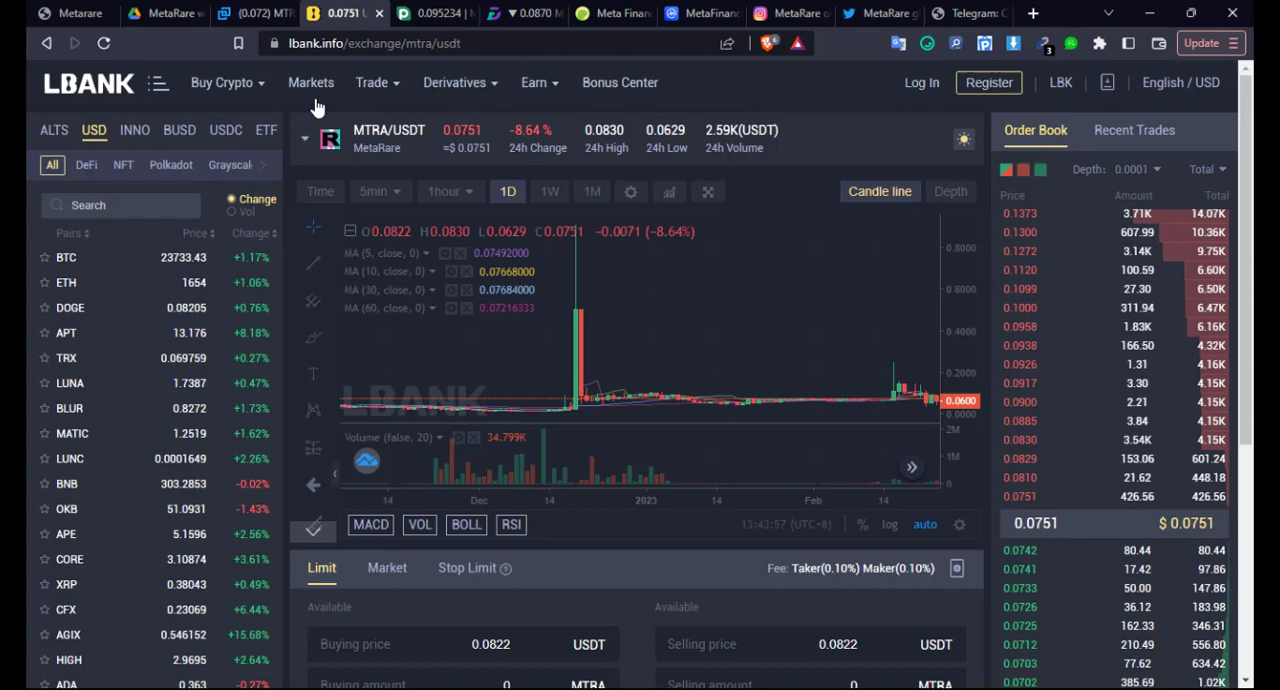 Metarare
MetaRare w
(0.072) MTR
0.0751
0.095234 | M
▼0.0870 M
Meta Financ
MetaFinanc
MetaRare o
MetaRare g
Telegram: C
lbank.info/exchange/mtra/usdt
6
3
Update
LBANK
Buy Crypto
Markets
Trade
Derivatives
Earn
Bonus Center
Log In
Register
LBK
English / USD
ALTS USD INNO BUSD USDC ETF
All DeFi NFT Polkadot Grayscal
Search
Change
Vol
Pairs Price Change
BTC 23733.43 +1.17%
ETH 1654 +1.06%
DOGE 0.08205 +0.76%
APT 13.176 +8.18%
TRX 0.069759 +0.27%
LUNA 1.7387 +0.47%
BLUR 0.8272 +1.73%
MATIC 1.2519 +1.62%
LUNC 0.0001649 +2.26%
BNB 303.2853 -0.02%
OKB 51.0931 -1.43%
APE 5.1596 +2.56%
CORE 3.10874 +3.61%
XRP 0.38043 +0.49%
CFX 0.23069 +6.44%
AGIX 0.546152 +15.68%
HIGH 2.9695 +2.64%
ADA 0.363 -0.27%
MTRA/USDT 0.0751 -8.64 % 0.0830 0.0629 2.59K(USDT)
MetaRare ≈$ 0.0751 24h Change 24h High 24h Low 24h Volume
Time 5min 1hour 1D 1W 1M
Candle line Depth
O0.0822 H0.0830 L0.0629 C0.0751 -0.0071 (-8.64%)
MA (5, close, 0) 0.07492000
MA (10, close, 0) 0.07668000
MA (30, close, 0) 0.07684000
MA (60, close, 0) 0.07216333
0.8000
0.6000
0.4000
0.2000
0.0600
0.0000
LBANK
Volume (false, 20) 34.799K
2M
1M
0
14 Dec 14 2023 14 Feb 14
MACD VOL BOLL RSI
13:43:57 (UTC+8) % log auto
Limit Market Stop Limit
Fee: Taker(0.10%) Maker(0.10%)
Available
Available
Buying price 0.0822 USDT
Selling price 0.0822 USDT
Buying amount 0 MTRA
Selling amount 0 MTRA
Order Book Recent Trades
Depth: 0.0001 Total
Price Amount Total
0.1373 3.71K 14.07K
0.1300 607.99 10.36K
0.1272 3.14K 9.75K
0.1120 100.59 6.60K
0.1099 27.30 6.50K
0.1000 311.94 6.47K
0.0958 1.83K 6.16K
0.0938 166.50 4.32K
0.0926 1.31 4.16K
0.0917 3.30 4.15K
0.0900 2.21 4.15K
0.0885 3.84 4.15K
0.0830 3.54K 4.15K
0.0829 153.06 601.24
0.0810 21.62 448.18
0.0751 426.56 426.56
0.0751 $ 0.0751
0.0742 80.44 80.44
0.0741 17.42 97.86
0.0733 50.00 147.86
0.0726 36.12 183.98
0.0725 162.33 346.31
0.0712 210.49 556.80
0.0703 77.62 634.42
0.0702 385.69 1.02K